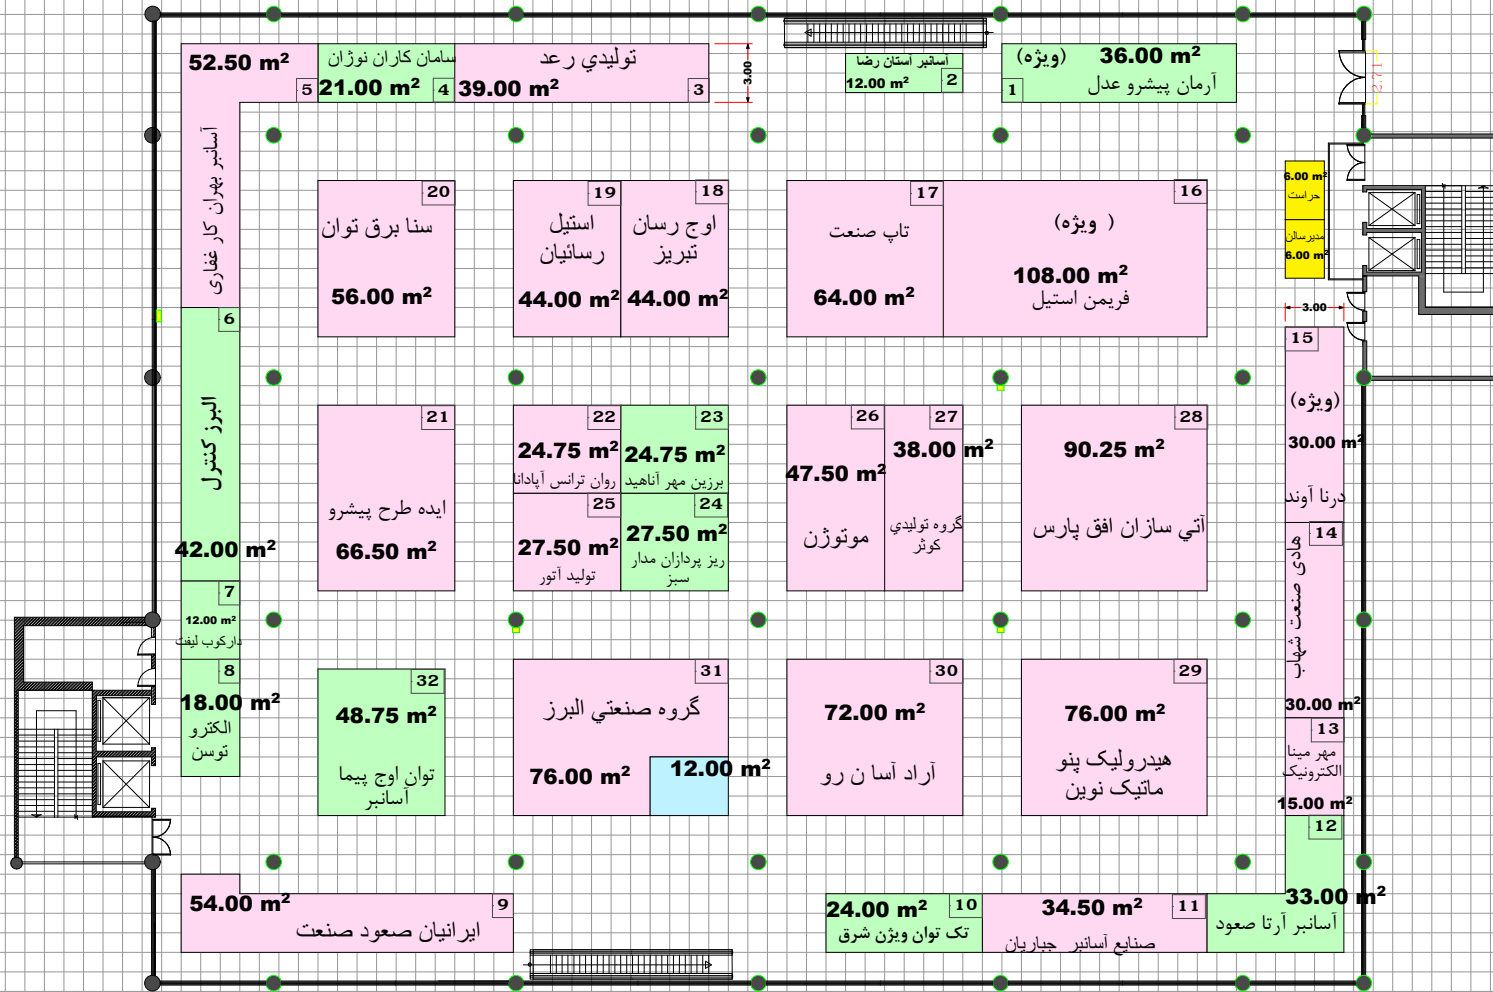 52.50 m²
5
آسانبر بهران کار غفاری
سامان کاران نوژان
21.00 m²
4
توليدي رعد
39.00 m²
3
3.00
آسانبر آستان رضا
12.00 m²
2
(ویژه)
36.00 m²
1
آرمان پیشرو عدل
2.71
20
سنا برق توان
56.00 m²
19
استیل
رسائیان
44.00 m²
18
اوج رسان
تبریز
44.00 m²
17
تاپ صنعت
64.00 m²
16
( ویژه)
108.00 m²
فریمن استیل
6.00 m²
حراست
مدیرسالن
6.00 m²
3.00
6
البرز کنترل
42.00 m²
21
ایده طرح پیشرو
66.50 m²
22
24.75 m²
روان ترانس آپادانا
23
24.75 m²
برزین مهر آناهید
25
27.50 m²
تولید آتور
24
27.50 m²
ریز پردازان مدار
سبز
26
47.50 m²
موتوژن
27
38.00 m²
گروه توليدي
کوثر
28
90.25 m²
آتي سازان افق پارس
15
(ویژه)
30.00 m²
درنا آوند
14
هادی صنعت شهاب
30.00 m²
7
12.00 m²
دارکوب لیفت
8
18.00 m²
الکترو
توسن
32
48.75 m²
توان اوج پیما
آسانبر
31
گروه صنعتي البرز
76.00 m²
12.00 m²
30
72.00 m²
آراد آسا ن رو
29
76.00 m²
هیدرولیک پنو
ماتیک نوین
13
مهر مینا
الکترونیک
15.00 m²
12
33.00 m²
آسانبر آرتا صعود
54.00 m²
9
ایرانیان صعود صنعت
24.00 m²
10
تک توان ویژن شرق
34.50 m²
11
صنایع آسانبر جباریان